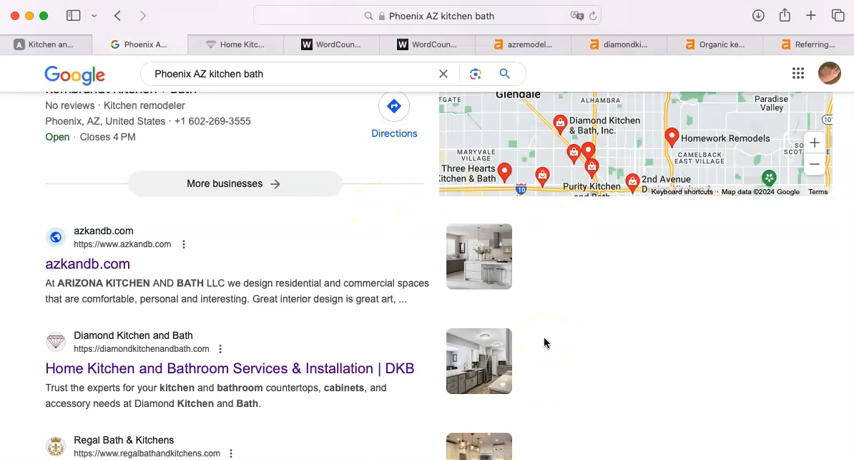 Phoenix AZ kitchen bath
Kitchen an...
Phoenix A...
Home Kitc...
WordCoun...
WordCoun...
azremodel...
diamondki...
Organic ke...
Referring...
Google
Phoenix AZ kitchen bath
No reviews · Kitchen remodeler
Phoenix, AZ, United States · +1 602-269-3555
Open · Closes 4 PM
Directions
More businesses
Glendale
ALHAMBRA
Paradise
Valley
Diamond Kitchen
& Bath, Inc.
Homework Remodels
MARYVALE
VILLAGE
CAMELBACK
EAST VILLAGE
Three Hearts
Kitchen & Bath
Purity Kitchen
and Bath
2nd Avenue
10
Keyboard shortcuts
Map data ©2024 Google
Terms
azkandb.com
https://www.azkandb.com
azkandb.com
At ARIZONA KITCHEN AND BATH LLC we design residential and commercial spaces
that are comfortable, personal and interesting. Great interior design is great art, ...
Diamond Kitchen and Bath
https://diamondkitchenandbath.com
Home Kitchen and Bathroom Services & Installation | DKB
Trust the experts for your kitchen and bathroom countertops, cabinets, and
accessory needs at Diamond Kitchen and Bath.
Regal Bath & Kitchens
https://www.regalbathandkitchens.com